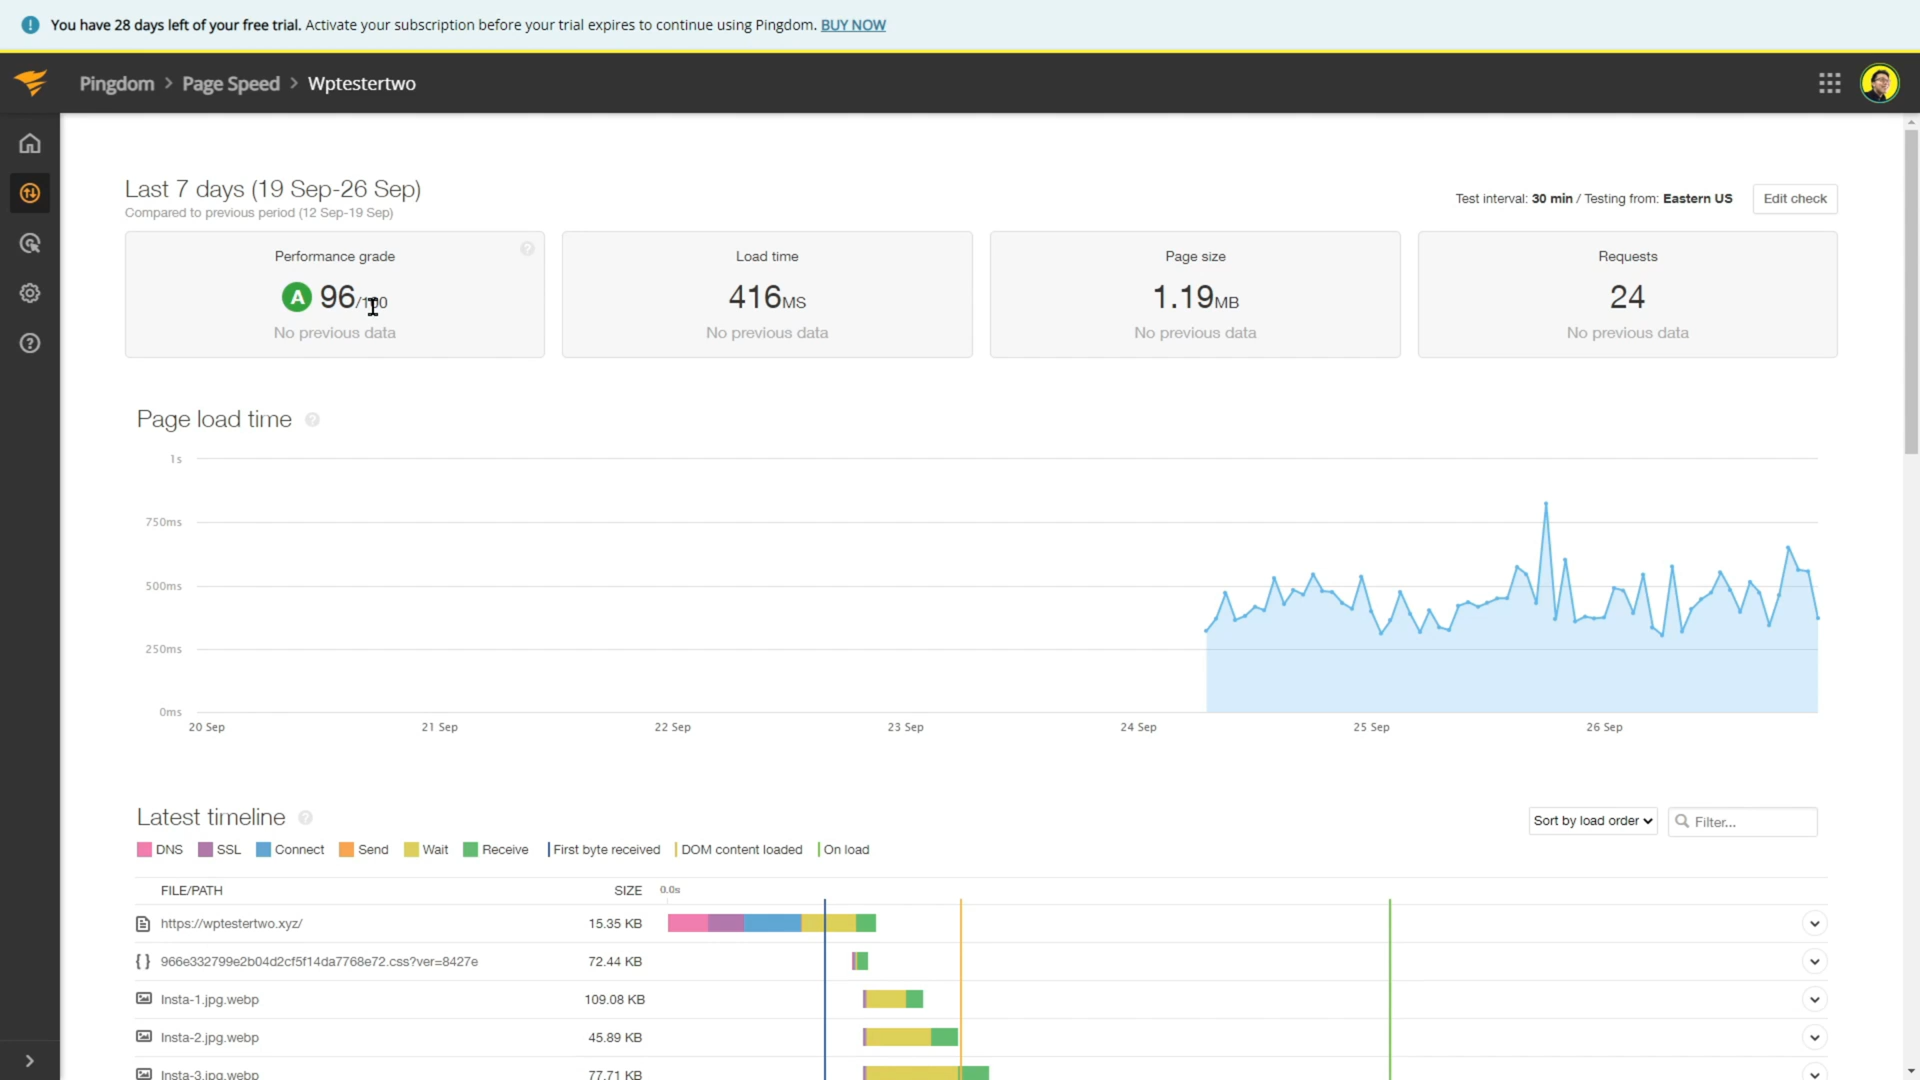 You have 28 days left of your free trial. Activate your subscription before your trial expires to continue using Pingdom. BUY NOW
Pingdom > Page Speed > Wptestertwo
Last 7 days (19 Sep-26 Sep)
Compared to previous period (12 Sep-19 Sep)
Test interval: 30 min / Testing from: Eastern US
Edit check
Performance grade
A 96/100
No previous data
Load time
416MS
No previous data
Page size
1.19MB
No previous data
Requests
24
No previous data
Page load time
1s
750ms
500ms
250ms
0ms
20 Sep 21 Sep 22 Sep 23 Sep 24 Sep 25 Sep 26 Sep
Latest timeline
Sort by load order
Filter...
DNS SSL Connect Send Wait Receive First byte received DOM content loaded On load
FILE/PATH SIZE 0.0s
https://wptestertwo.xyz/ 15.35 KB
966e332799e2b04d2cf5f14da7768e72.css?ver=8427e 72.44 KB
Insta-1.jpg.webp 109.08 KB
Insta-2.jpg.webp 45.89 KB
Insta-3.jpg.webp 77.71 KB